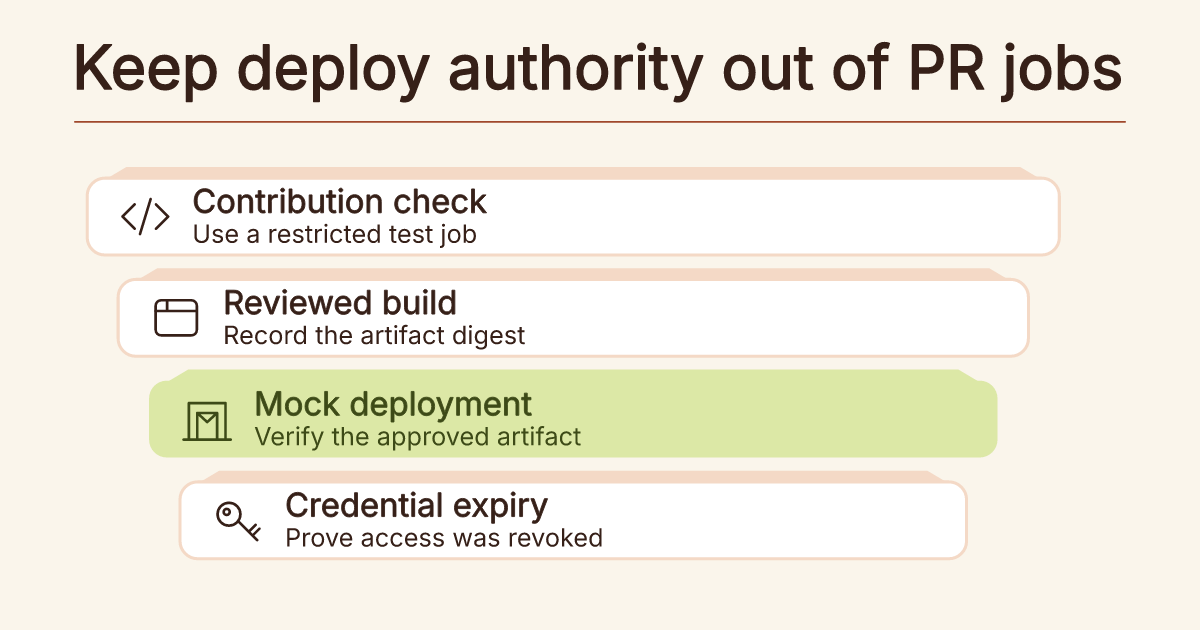 Keep deploy authority out of PR jobs
Contribution check
Use a restricted test job
Reviewed build
Record the artifact digest
Mock deployment
Verify the approved artifact
Credential expiry
Prove access was revoked